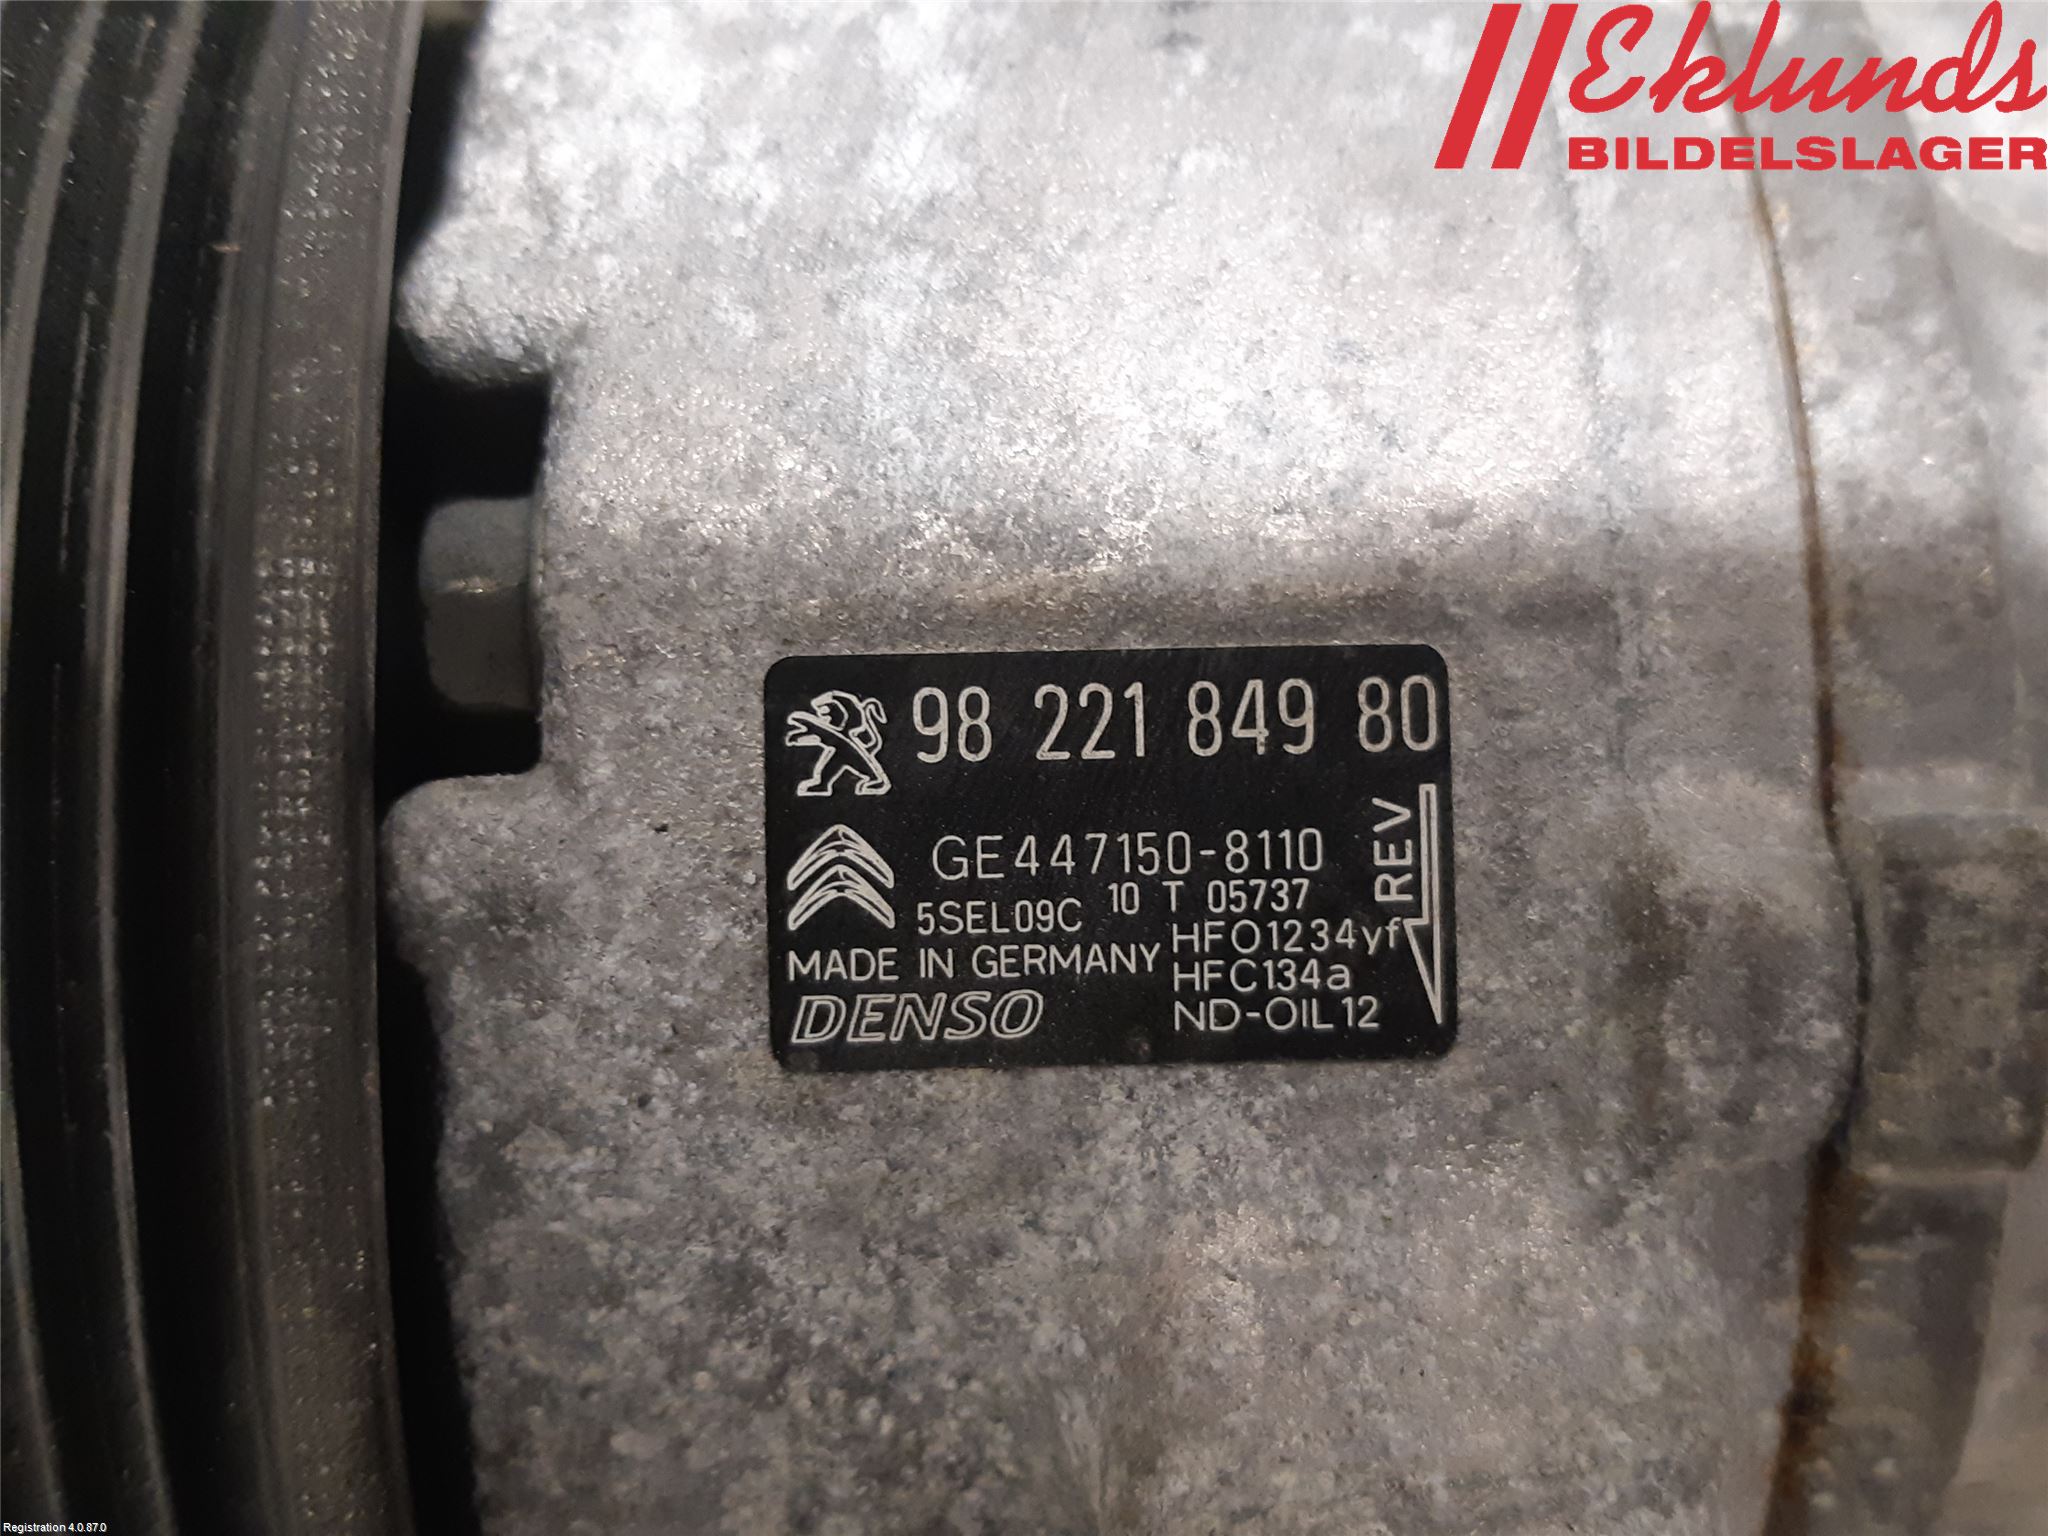 Eklunds
BILDELSLAGER
98 221 849 80
GE447150-8110
5SEL09C 10 T 05737
REV
HFO1234yf
MADE IN GERMANY
HFC134a
DENSO
ND-OIL12
Registration 4.0.87.0